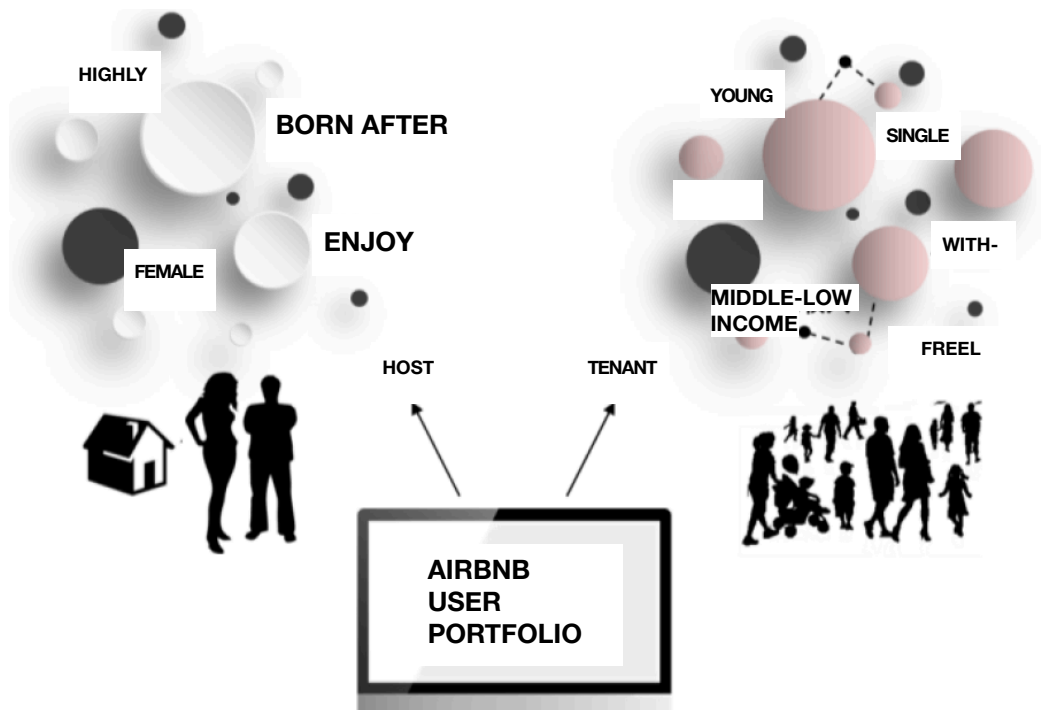 HIGHLY
BORN AFTER
ENJOY
FEMALE
YOUNG
SINGLE
WITH-
MIDDLE-LOW
INCOME
FREEL
HOST
TENANT
AIRBNB
USER
PORTFOLIO